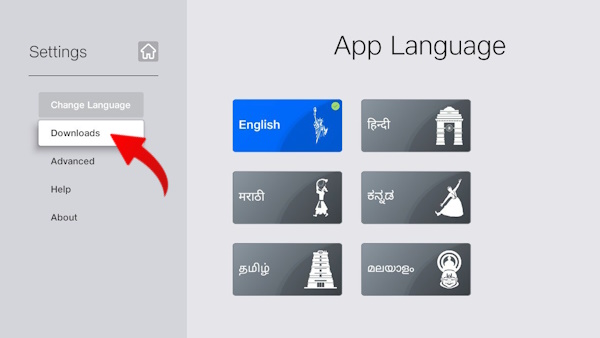 Settings
Change Language
Downloads
Advanced
Help
About
App Language
English
हिन्दी
मराठी
ಕನ್ನಡ
தமிழ்
മലയാളം